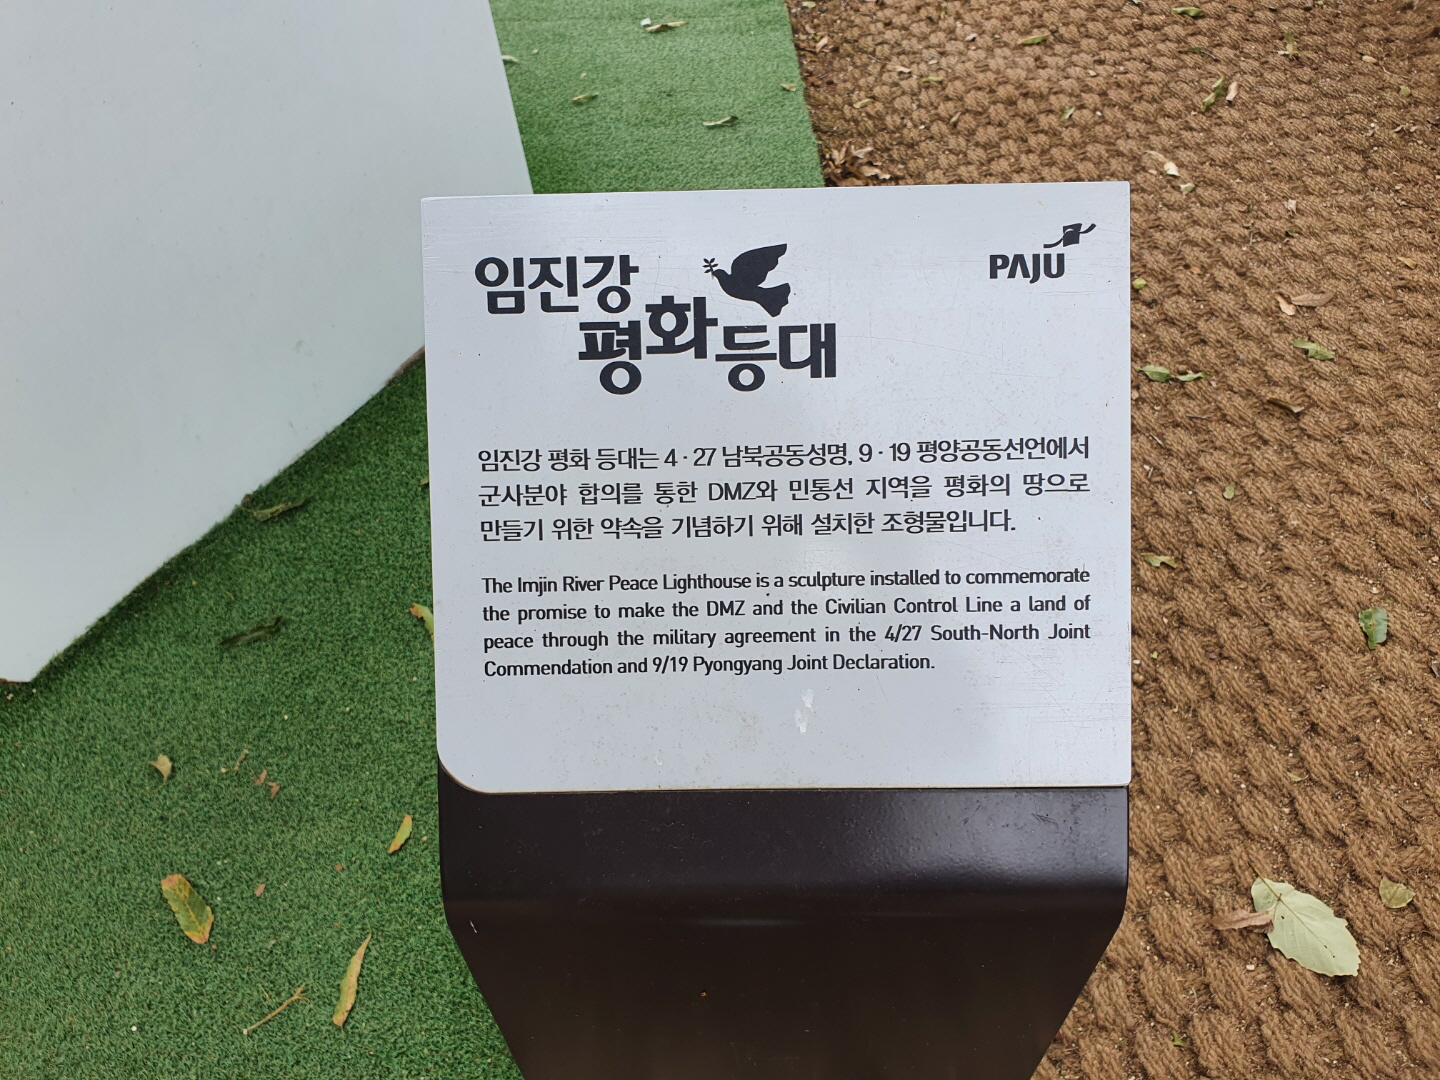 임진강
평화등대
PAJU
임진강 평화 등대는 4 · 27 남북공동성명, 9 · 19 평양공동선언에서
군사분야 합의를 통한 DMZ와 민통선 지역을 평화의 땅으로
만들기 위한 약속을 기념하기 위해 설치한 조형물입니다.
The Imjin River Peace Lighthouse is a sculpture installed to commemorate
the promise to make the DMZ and the Civilian Control Line a land of
peace through the military agreement in the 4/27 South-North Joint
Commendation and 9/19 Pyongyang Joint Declaration.